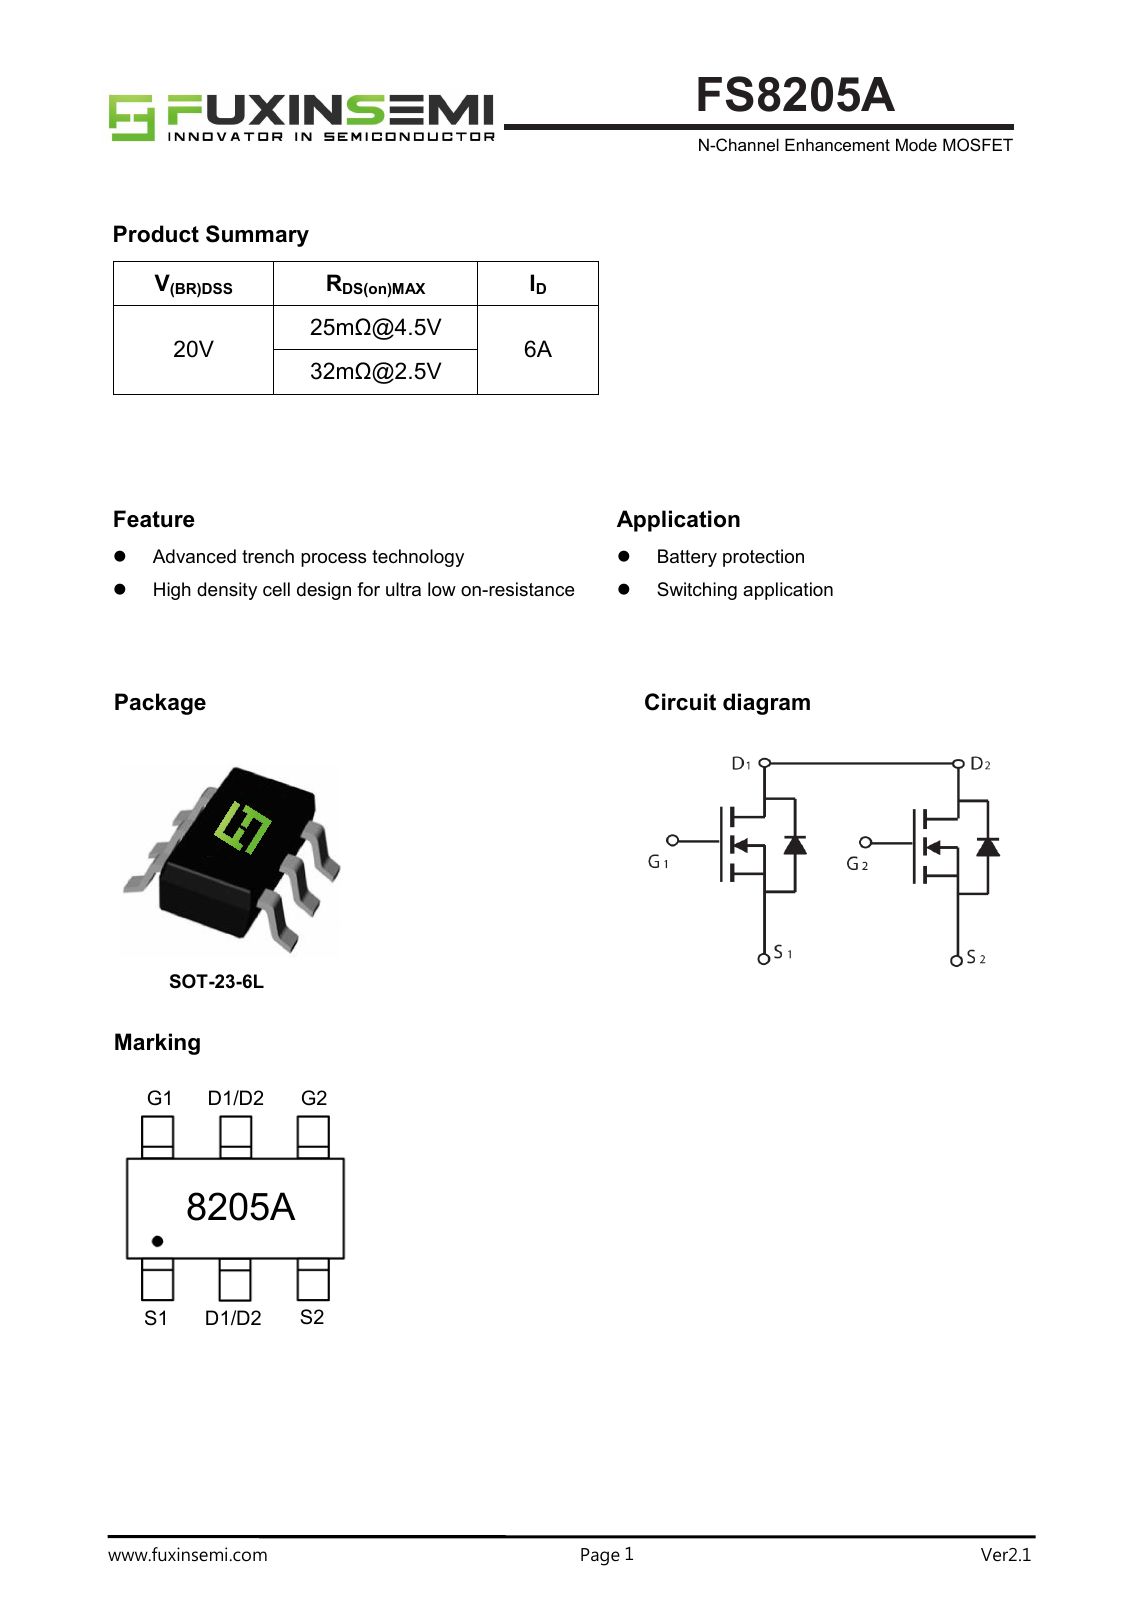 FUXINSEMI
INNOVATOR IN SEMICONDUCTOR
FS8205A
N-Channel Enhancement Mode MOSFET
Product Summary
V(BR)DSS RDS(on)MAX ID
20V 25mΩ@4.5V 6A
32mΩ@2.5V
Feature
● Advanced trench process technology
● High density cell design for ultra low on-resistance
Application
● Battery protection
● Switching application
Package
SOT-23-6L
Circuit diagram
D1 D2
G1 G2
S1 S2
Marking
G1 D1/D2 G2
8205A
S1 D1/D2 S2
www.fuxinsemi.com Page 1 Ver2.1